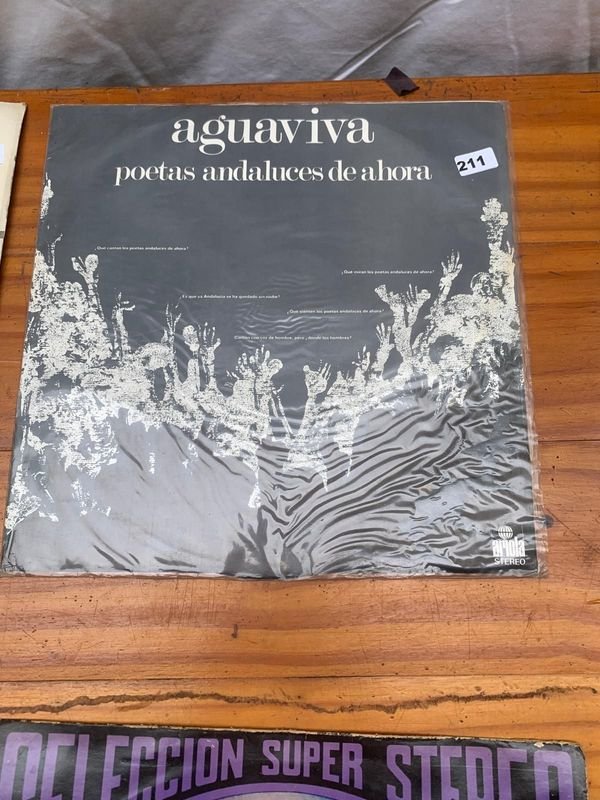 aguaviva
poetas andaluces de ahora
211
¿Qué cantan los poetas andaluces de ahora?
¿Qué miran los poetas andaluces de ahora?
¿Es que ya Andalucía se ha quedado sin nadie?
¿Qué sienten los poetas andaluces de ahora?
Cantan con voz de hombre, pero ¿donde los hombres?
ariola
STEREO
SELECCION SUPER STEREO